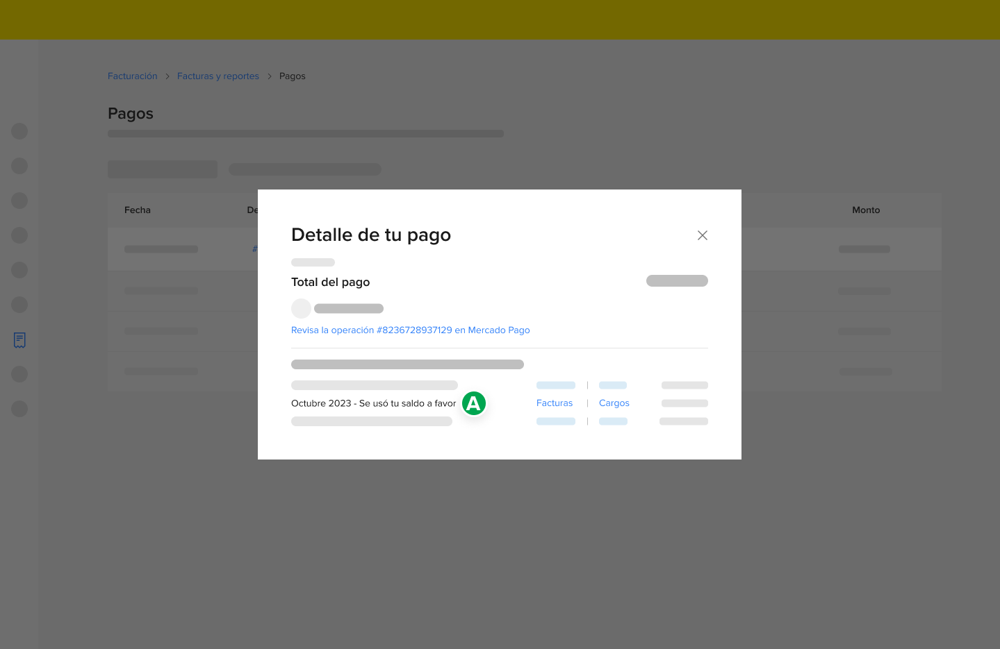 Facturación > Facturas y reportes > Pagos
Pagos
Fecha
De
Monto
#
Detalle de tu pago
Total del pago
Revisa la operación #8236728937129 en Mercado Pago
Octubre 2023 - Se usó tu saldo a favor A Facturas | Cargos